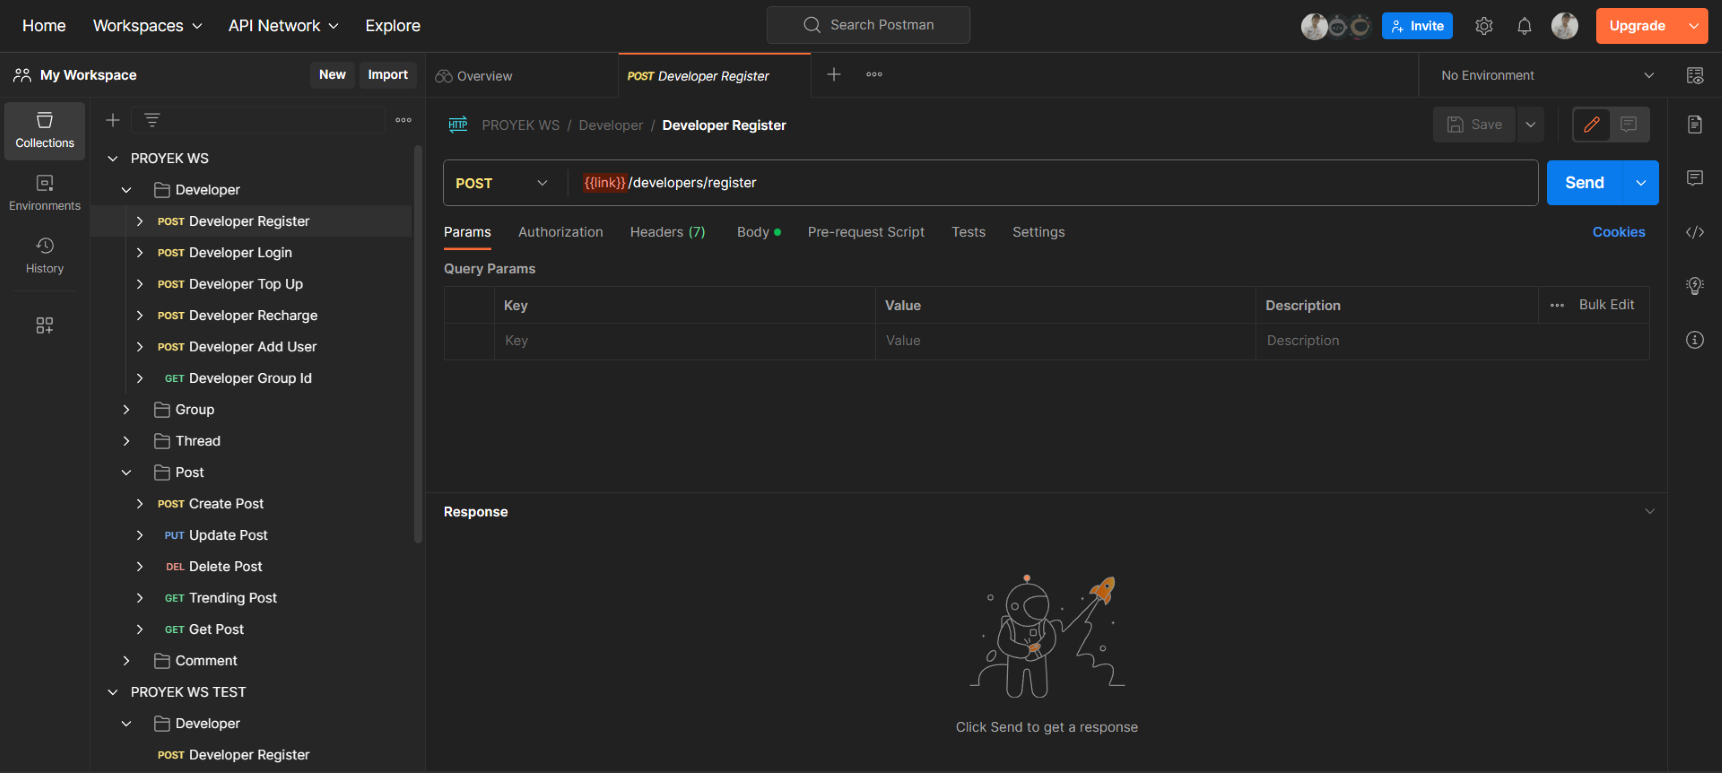 Home Workspaces API Network Explore Search Postman Invite Upgrade
My Workspace New Import Overview POST Developer Register No Environment
Collections
Environments
History
PROYEK WS
Developer
POST Developer Register
POST Developer Login
POST Developer Top Up
POST Developer Recharge
POST Developer Add User
GET Developer Group Id
Group
Thread
Post
POST Create Post
PUT Update Post
DEL Delete Post
GET Trending Post
GET Get Post
Comment
PROYEK WS TEST
Developer
POST Developer Register
HTTP PROYEK WS / Developer / Developer Register Save
POST {{link}}/developers/register Send
Params Authorization Headers (7) Body Pre-request Script Tests Settings Cookies
Query Params
Key Value Description Bulk Edit
Key Value Description
Response
Click Send to get a response